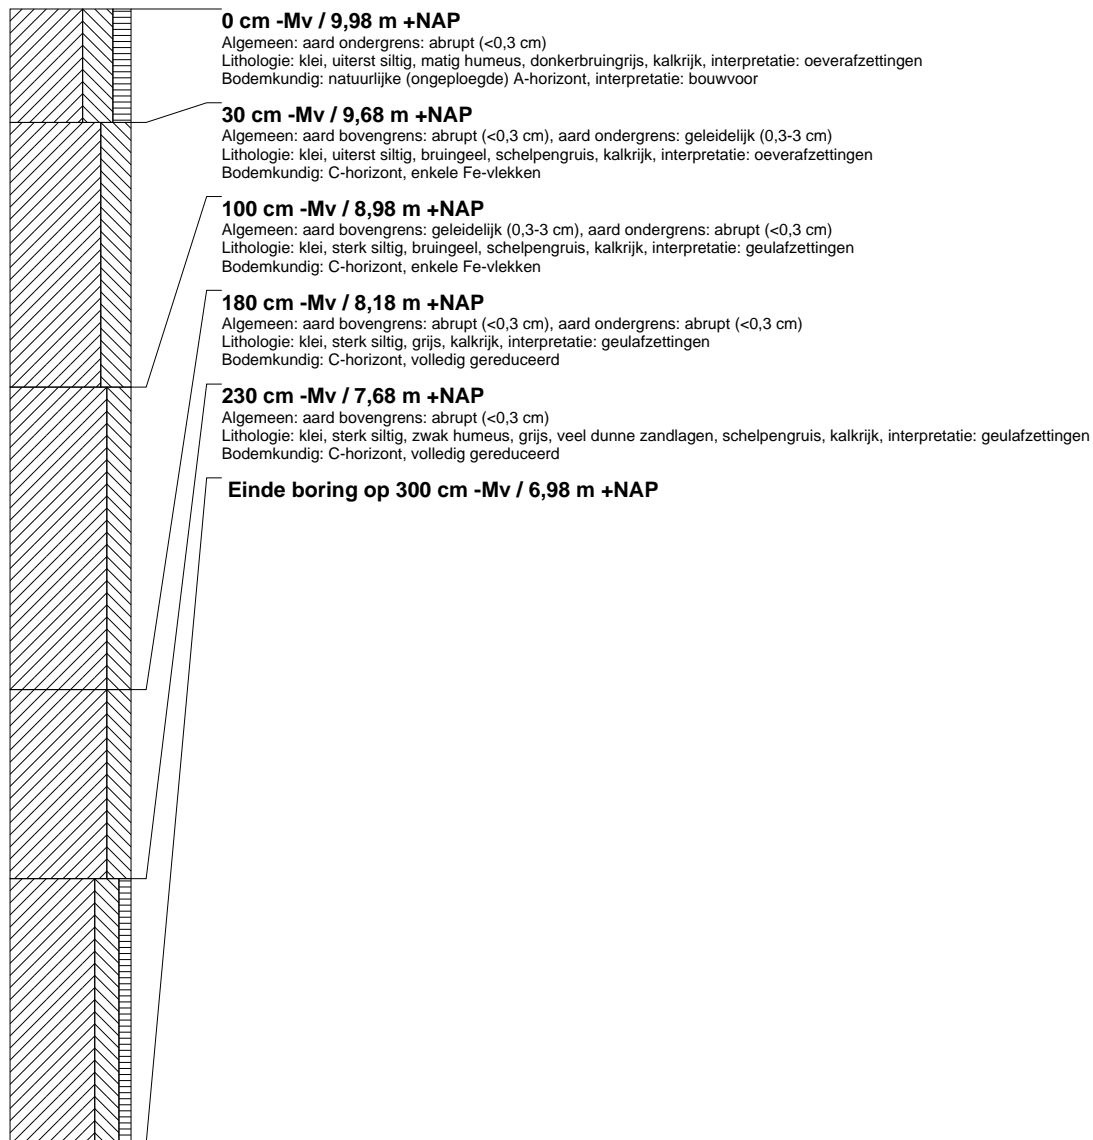 0 cm -Mv / 9,98 m +NAP
Algemeen: aard ondergrens: abrupt (<0,3 cm)
Lithologie: klei, uiterst siltig, matig humeus, donkerbruingrijs, kalkrijk, interpretatie: oeverafzettingen
Bodemkundig: natuurlijke (ongeploegde) A-horizont, interpretatie: bouwvoor
30 cm -Mv / 9,68 m +NAP
Algemeen: aard bovengrens: abrupt (<0,3 cm), aard ondergrens: geleidelijk (0,3-3 cm)
Lithologie: klei, uiterst siltig, bruingeel, schelpengruis, kalkrijk, interpretatie: oeverafzettingen
Bodemkundig: C-horizont, enkele Fe-vlekken
100 cm -Mv / 8,98 m +NAP
Algemeen: aard bovengrens: geleidelijk (0,3-3 cm), aard ondergrens: abrupt (<0,3 cm)
Lithologie: klei, sterk siltig, bruingeel, schelpengruis, kalkrijk, interpretatie: geulafzettingen
Bodemkundig: C-horizont, enkele Fe-vlekken
180 cm -Mv / 8,18 m +NAP
Algemeen: aard bovengrens: abrupt (<0,3 cm), aard ondergrens: abrupt (<0,3 cm)
Lithologie: klei, sterk siltig, grijs, kalkrijk, interpretatie: geulafzettingen
Bodemkundig: C-horizont, volledig gereduceerd
230 cm -Mv / 7,68 m +NAP
Algemeen: aard bovengrens: abrupt (<0,3 cm)
Lithologie: klei, sterk siltig, zwak humeus, grijs, veel dunne zandlagen, schelpengruis, kalkrijk, interpretatie: geulafzettingen
Bodemkundig: C-horizont, volledig gereduceerd
Einde boring op 300 cm -Mv / 6,98 m +NAP